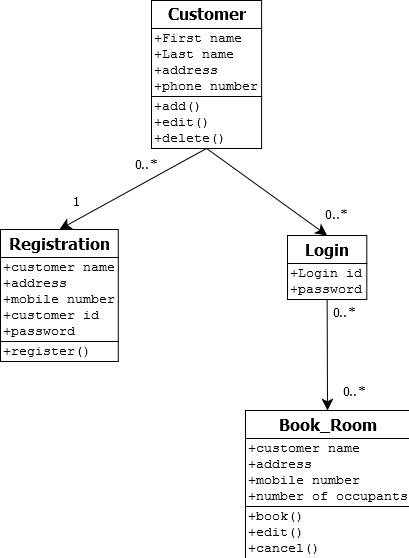 Customer
+First name
+Last name
+address
+phone number
+add()
+edit()
+delete()
0..*
1
0..*
Registration
+customer name
+address
+mobile number
+customer id
+password
+register()
Login
+Login id
+password
0..*
0..*
Book_Room
+customer name
+address
+mobile number
+number of occupants
+book()
+edit()
+cancel()